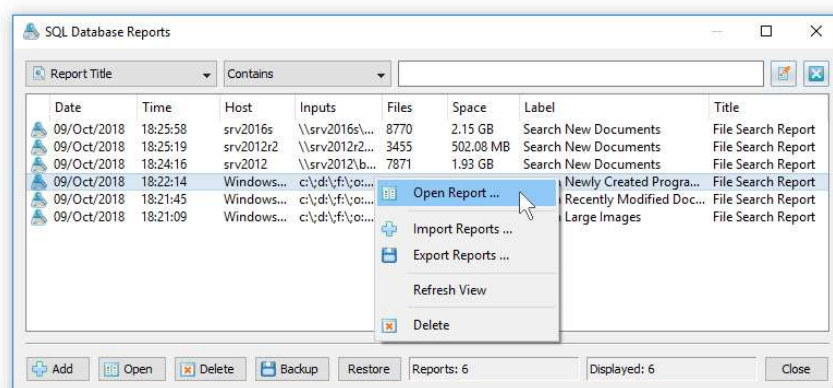 SQL Database Reports
Report Title Contains
Date Time Host Inputs Files Space Label Title
09/Oct/2018 18:25:58 srv2016s \\srv2016s\... 8770 2.15 GB Search New Documents File Search Report
09/Oct/2018 18:25:19 srv2012r2 \\srv2012r2... 3455 502.08 MB Search New Documents File Search Report
09/Oct/2018 18:24:16 srv2012 \\srv2012\b... 7871 1.93 GB Search New Documents File Search Report
09/Oct/2018 18:22:14 Windows... c:\;d:\;f:\;o:... Newly Created Progra... File Search Report
09/Oct/2018 18:21:45 Windows... c:\;d:\;f:\;o:... Recently Modified Doc... File Search Report
09/Oct/2018 18:21:09 Windows... c:\;d:\;f:\;o:... Large Images File Search Report
Open Report ...
Import Reports ...
Export Reports ...
Refresh View
Delete
Add Open Delete Backup Restore Reports: 6 Displayed: 6 Close